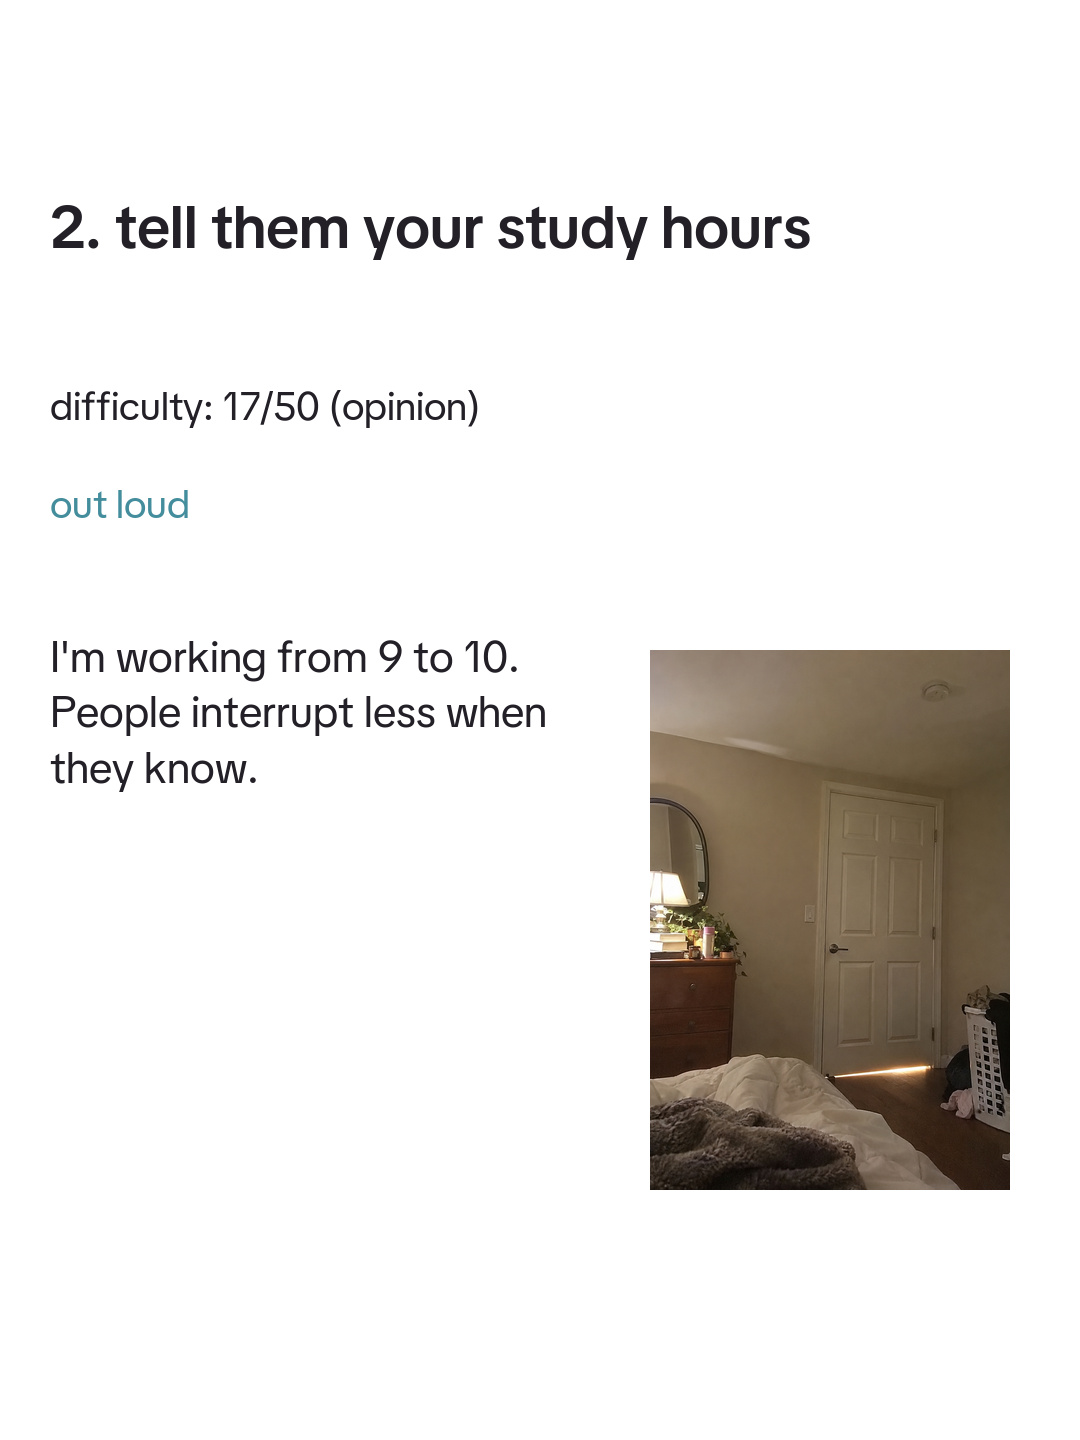 2. tell them your study hours
difficulty: 17/50 (opinion)
out loud
I'm working from 9 to 10.
People interrupt less when
they know.